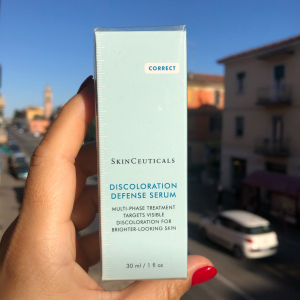 CORRECT
SKINCEUTICALS
DISCOLORATION
DEFENSE SERUM
MULTI-PHASE TREATMENT
TARGETS VISIBLE
DISCOLORATION FOR
BRIGHTER-LOOKING SKIN
30 ml / 1 fl oz